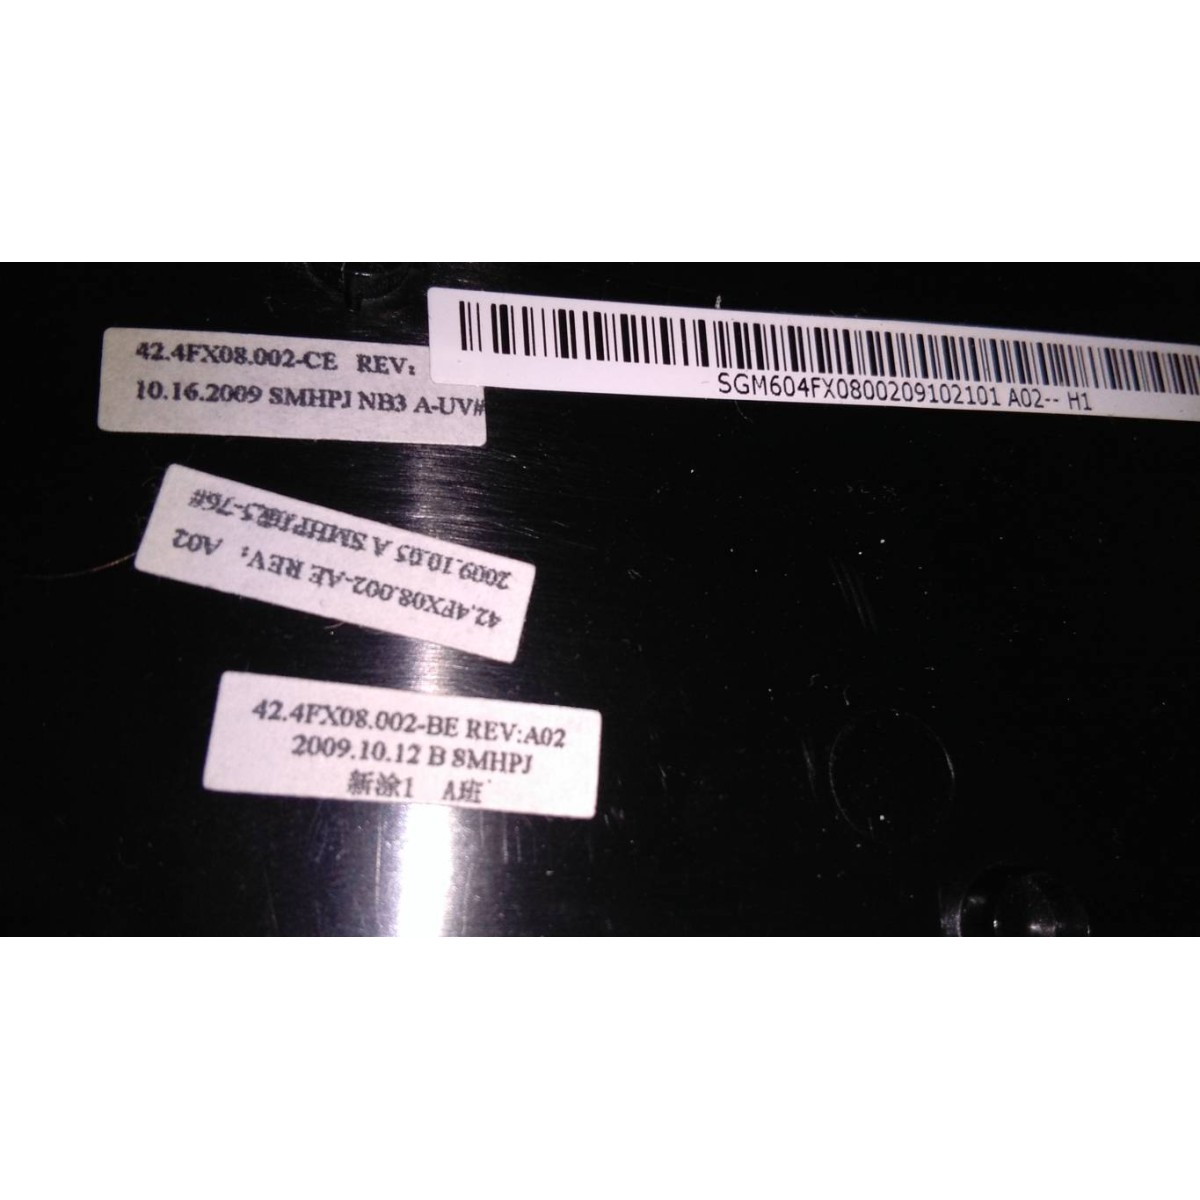 42.4FX08.002-CE REV:
10.16.2009 SMHPJ NB3 A-UV#
SGM604FX0800209102101 A02-- H1
42.4FX08.002-AE REV: A02
2009.10.05 A SMHPJ
42.4FX08.002-BE REV:A02
2009.10.12 B SMHPJ
新涂1 A班